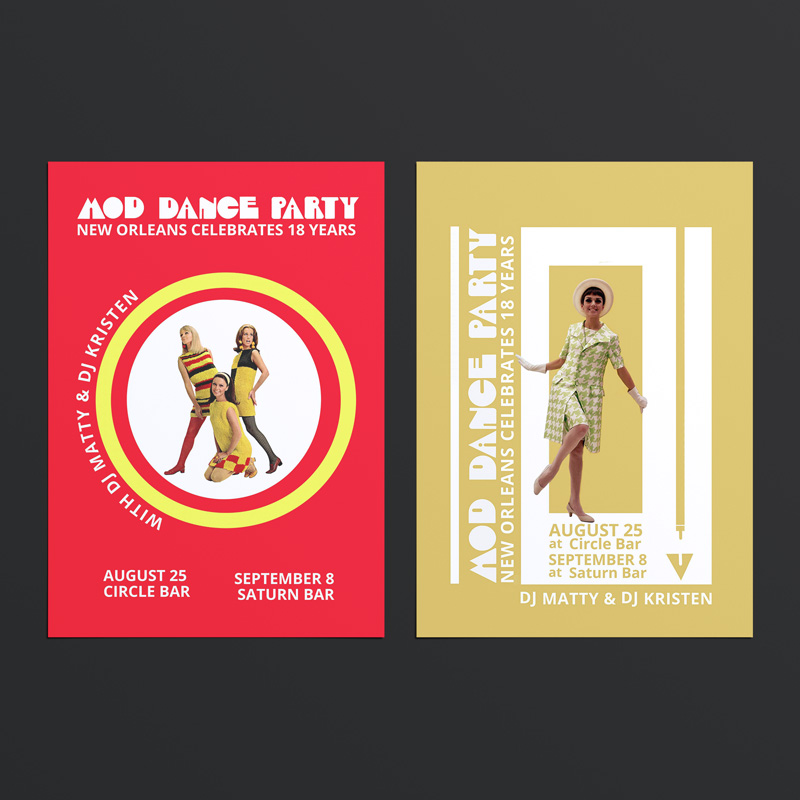 MOD DANCE PARTY
NEW ORLEANS CELEBRATES 18 YEARS
WITH DJ MATTY & DJ KRISTEN
AUGUST 25
CIRCLE BAR
SEPTEMBER 8
SATURN BAR
MOD DANCE PARTY
NEW ORLEANS CELEBRATES 18 YEARS
AUGUST 25
at Circle Bar
SEPTEMBER 8
at Saturn Bar
DJ MATTY & DJ KRISTEN